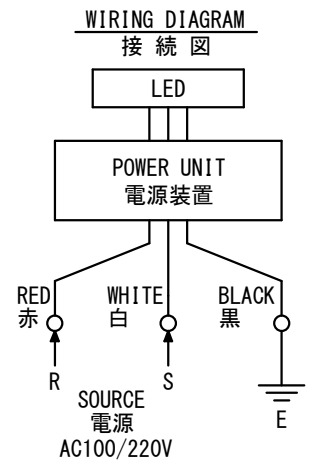 WIRING DIAGRAM
接続図
LED
POWER UNIT
電源装置
RED WHITE BLACK
赤 白 黒
R S
SOURCE
電源
AC100/220V
E